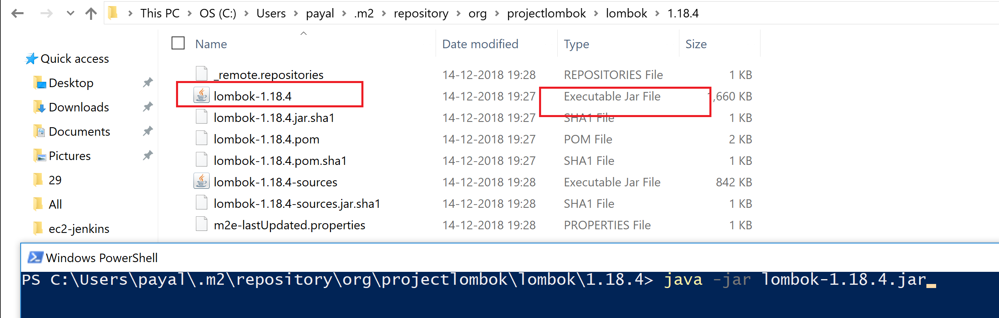 This PC > OS (C:) > Users > payal > .m2 > repository > org > projectlombok > lombok > 1.18.4
Name Date modified Type Size
Quick access
Desktop
Downloads
Documents
Pictures
29
All
ec2-jenkins
_remote.repositories 14-12-2018 19:28 REPOSITORIES File 1 KB
lombok-1.18.4 14-12-2018 19:27 Executable Jar File 1,660 KB
lombok-1.18.4.jar.sha1 14-12-2018 19:27 SHA1 File 1 KB
lombok-1.18.4.pom 14-12-2018 19:27 POM File 2 KB
lombok-1.18.4.pom.sha1 14-12-2018 19:27 SHA1 File 1 KB
lombok-1.18.4-sources 14-12-2018 19:28 Executable Jar File 842 KB
lombok-1.18.4-sources.jar.sha1 14-12-2018 19:28 SHA1 File 1 KB
m2e-lastUpdated.properties 14-12-2018 19:28 PROPERTIES File 1 KB
Windows PowerShell
PS C:\Users\payal\.m2\repository\org\projectlombok\lombok\1.18.4> java -jar lombok-1.18.4.jar